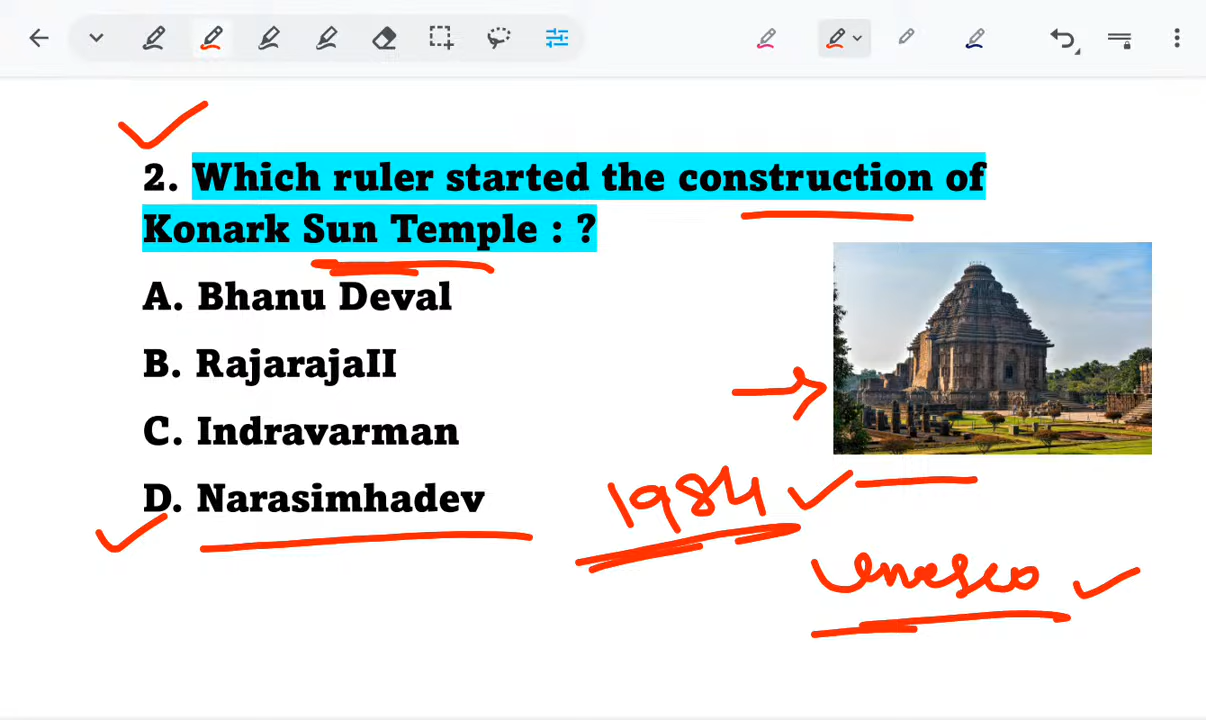 2. Which ruler started the construction of
Konark Sun Temple : ?
A. Bhanu Deval
B. RajarajaII
C. Indravarman
D. Narasimhadev
1984
unesco